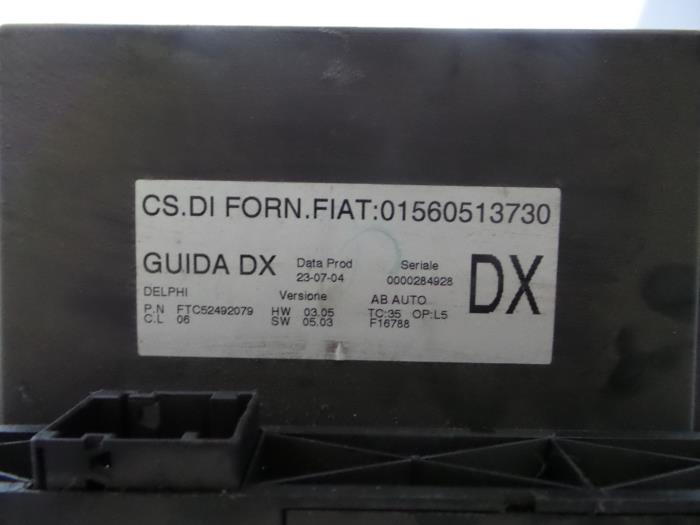 CS.DI FORN.FIAT:01560513730
GUIDA DX Data Prod 23-07-04 Seriale 0000284928 DX
DELPHI Versione AB AUTO
P.N FTC52492079 HW 03.05 TC:35 OP:L5
C.L 06 SW 05.03 F16788